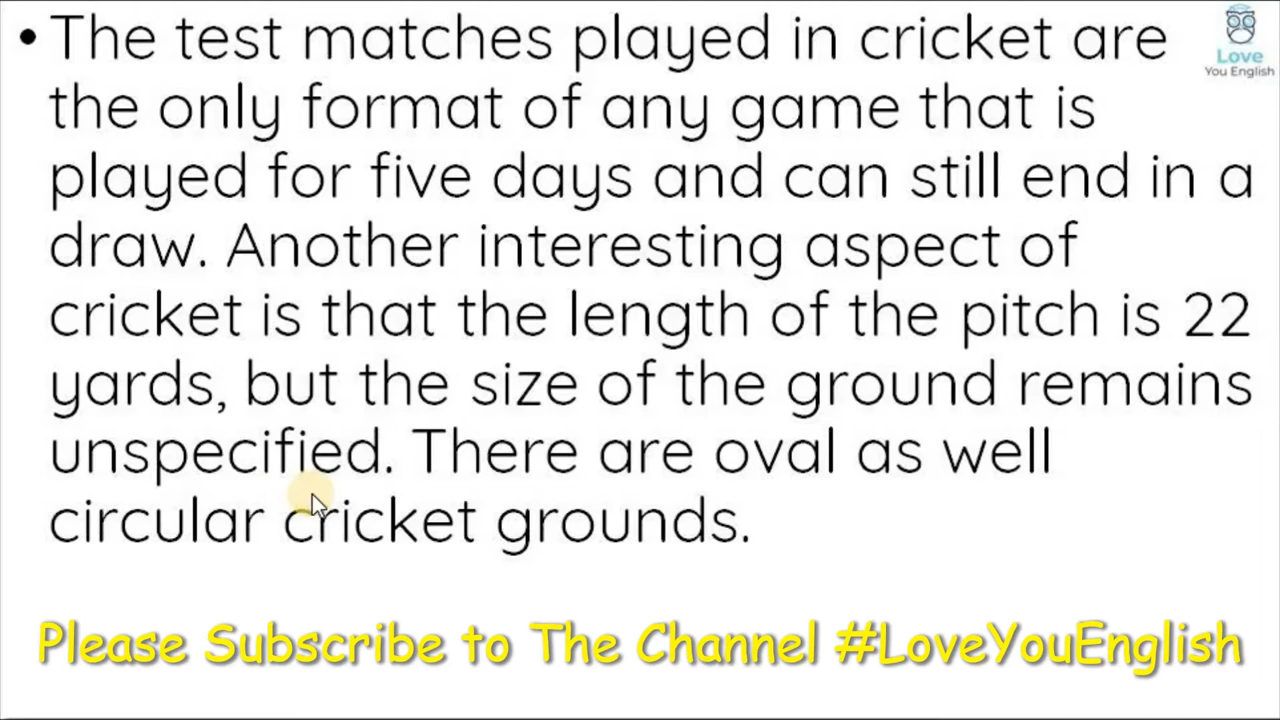 • The test matches played in cricket are
the only format of any game that is
played for five days and can still end in a
draw. Another interesting aspect of
cricket is that the length of the pitch is 22
yards, but the size of the ground remains
unspecified. There are oval as well
circular cricket grounds.
Love
You English
Please Subscribe to The Channel #LoveYouEnglish